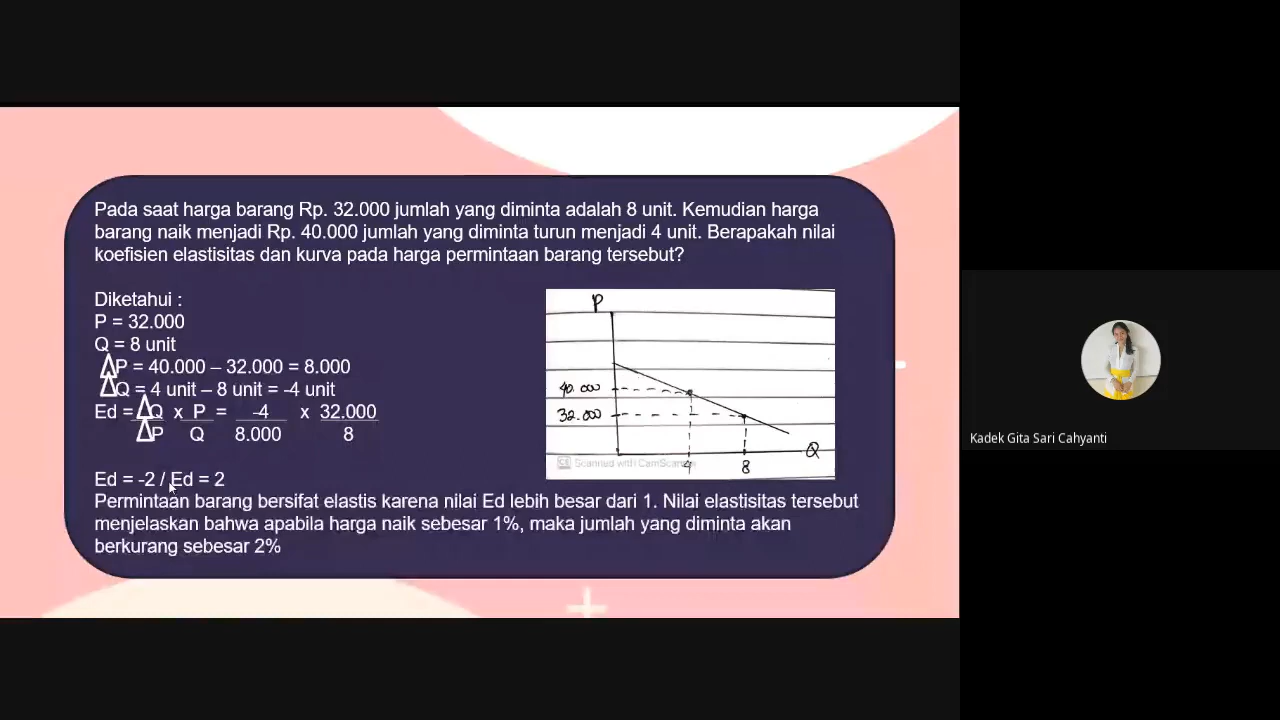 Pada saat harga barang Rp. 32.000 jumlah yang diminta adalah 8 unit. Kemudian harga
barang naik menjadi Rp. 40.000 jumlah yang diminta turun menjadi 4 unit. Berapakah nilai
koefisien elastisitas dan kurva pada harga permintaan barang tersebut?
Diketahui :
P = 32.000
Q = 8 unit
ΔP = 40.000 – 32.000 = 8.000
ΔQ = 4 unit – 8 unit = -4 unit
Ed = ΔQ x P = -4 x 32.000
ΔP Q 8.000 8
Ed = -2 / Ed = 2
Permintaan barang bersifat elastis karena nilai Ed lebih besar dari 1. Nilai elastisitas tersebut
menjelaskan bahwa apabila harga naik sebesar 1%, maka jumlah yang diminta akan
berkurang sebesar 2%
P
40.000
32.000
Q
4 8
CS Scanned with CamScanner
Kadek Gita Sari Cahyanti